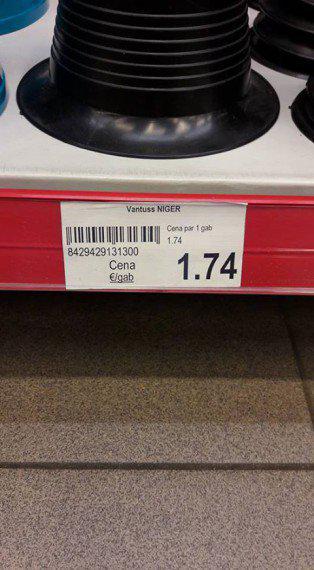 Vantuss NIGER
Cena par 1 gab
1.74
8429429131300
Cena
€/gab
1.74